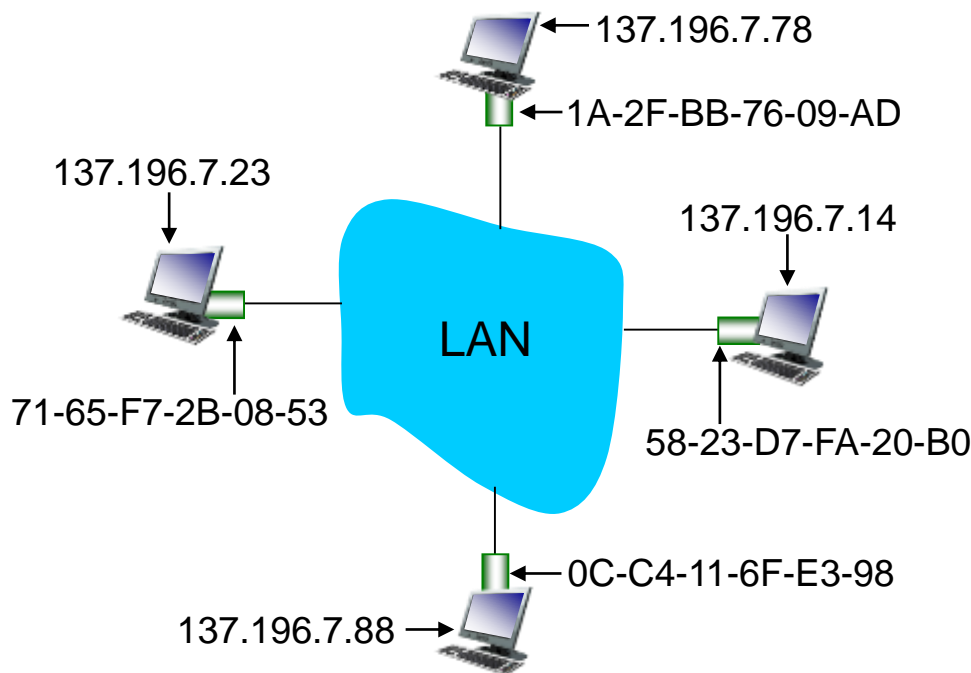 137.196.7.78
1A-2F-BB-76-09-AD
137.196.7.23
137.196.7.14
LAN
71-65-F7-2B-08-53
58-23-D7-FA-20-B0
0C-C4-11-6F-E3-98
137.196.7.88